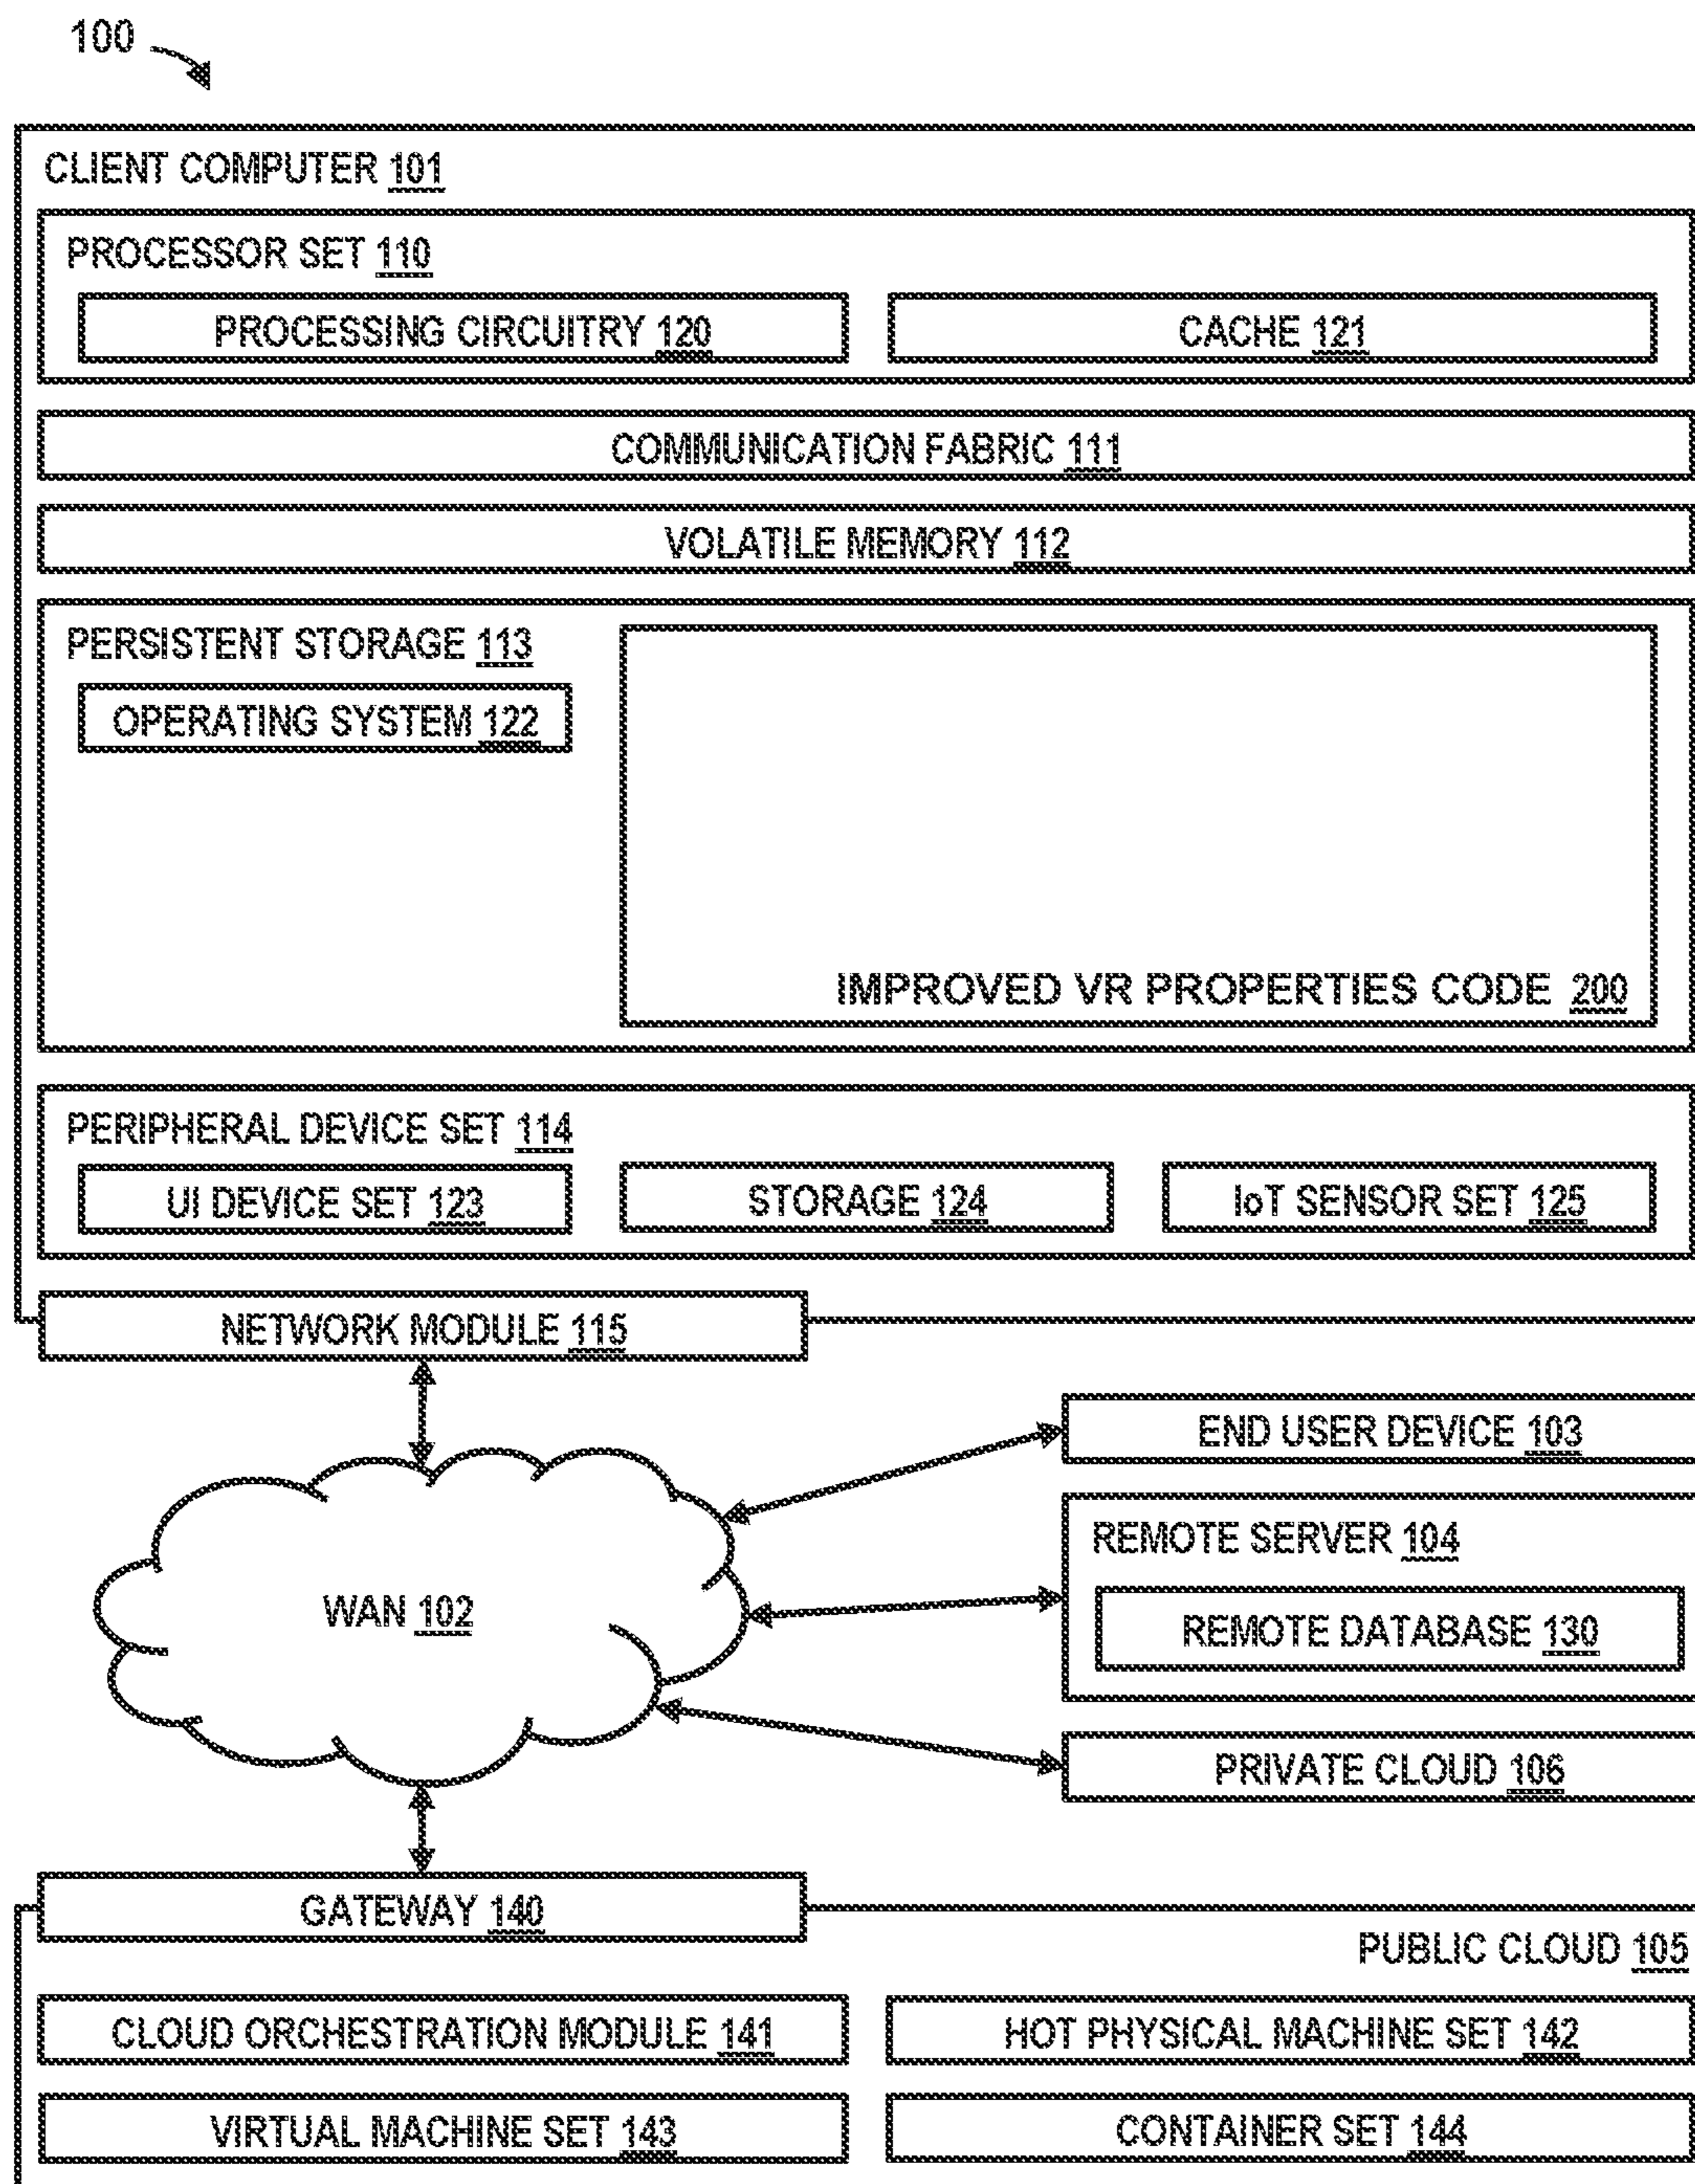 100
CLIENT COMPUTER 101
PROCESSOR SET 110
PROCESSING CIRCUITRY 120
CACHE 121
COMMUNICATION FABRIC 111
VOLATILE MEMORY 112
PERSISTENT STORAGE 113
OPERATING SYSTEM 122
IMPROVED VR PROPERTIES CODE 200
PERIPHERAL DEVICE SET 114
UI DEVICE SET 123
STORAGE 124
IoT SENSOR SET 125
NETWORK MODULE 115
END USER DEVICE 103
REMOTE SERVER 104
WAN 102
REMOTE DATABASE 130
PRIVATE CLOUD 106
GATEWAY 140
PUBLIC CLOUD 105
CLOUD ORCHESTRATION MODULE 141
HOT PHYSICAL MACHINE SET 142
VIRTUAL MACHINE SET 143
CONTAINER SET 144